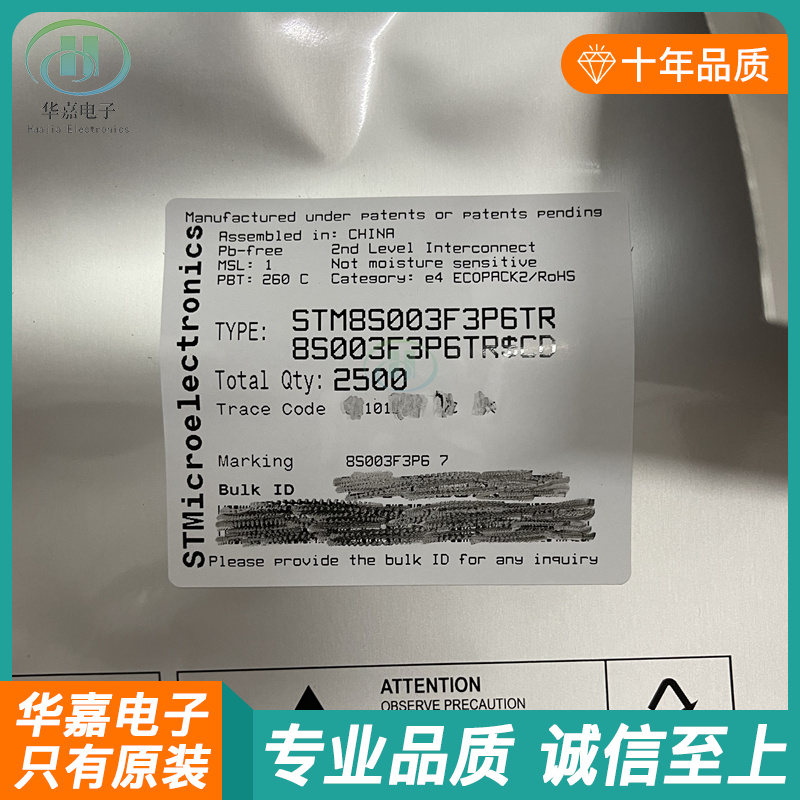 华嘉电子
HuaJia Electronics
十年品质
Manufactured under patents or patents pending
Assembled in: CHINA
Pb-free 2nd Level Interconnect
MSL: 1 Not moisture sensitive
PBT: 260 C Category: e4 ECOPACK2/RoHS
STMicroelectronics
TYPE: STM8S003F3P6TR
8S003F3P6TR$CD
Total Qty: 2500
Trace Code
Marking 8S003F3P6 7
Bulk ID
Please provide the bulk ID for any inquiry
ATTENTION
OBSERVE PRECAUTION
华嘉电子
只有原装
专业品质 诚信至上